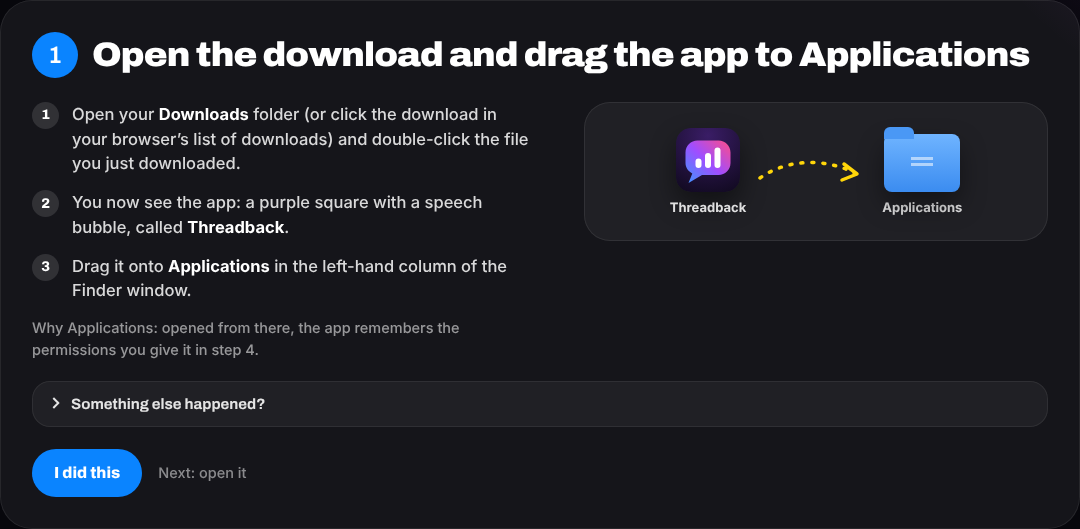 1 Open the download and drag the app to Applications
1 Open your Downloads folder (or click the download in
your browser’s list of downloads) and double-click the file
you just downloaded.
2 You now see the app: a purple square with a speech
bubble, called Threadback.
3 Drag it onto Applications in the left-hand column of the
Finder window.
Why Applications: opened from there, the app remembers the
permissions you give it in step 4.
Threadback
Applications
Something else happened?
I did this
Next: open it